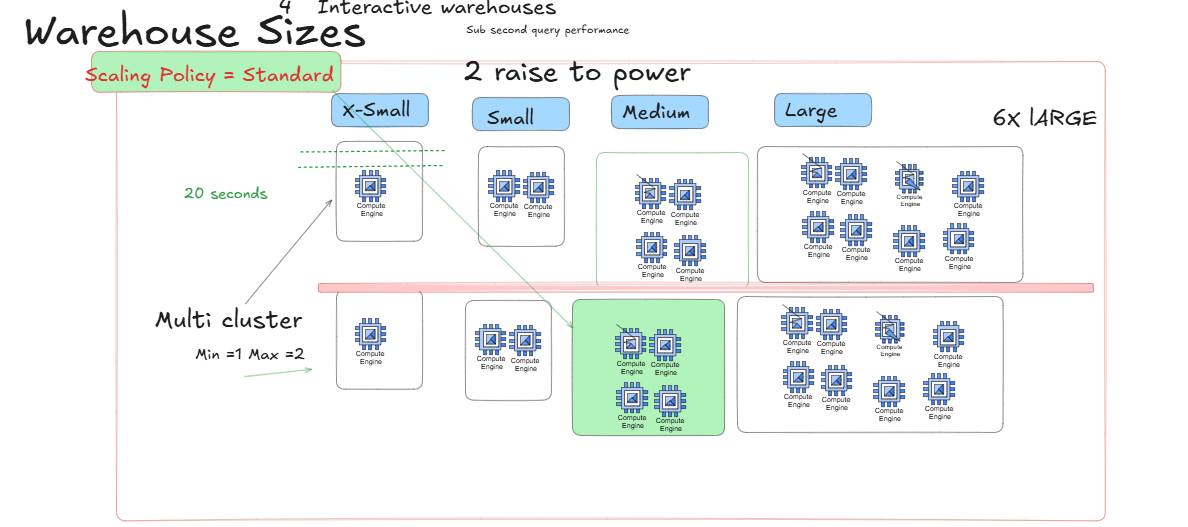 4 Interactive warehouses
Warehouse Sizes
Sub second query performance
Scaling Policy = Standard
2 raise to power
X-Small
Small
Medium
Large
6X lARGE
20 seconds
Compute
Engine
Compute
Engine
Compute
Engine
Compute
Engine
Compute
Engine
Compute
Engine
Compute
Engine
Compute
Engine
Compute
Engine
Compute
Engine
Compute
Engine
Compute
Engine
Compute
Engine
Compute
Engine
Compute
Engine
Multi cluster
Min =1 Max =2
Compute
Engine
Compute
Engine
Compute
Engine
Compute
Engine
Compute
Engine
Compute
Engine
Compute
Engine
Compute
Engine
Compute
Engine
Compute
Engine
Compute
Engine
Compute
Engine
Compute
Engine
Compute
Engine
Compute
Engine